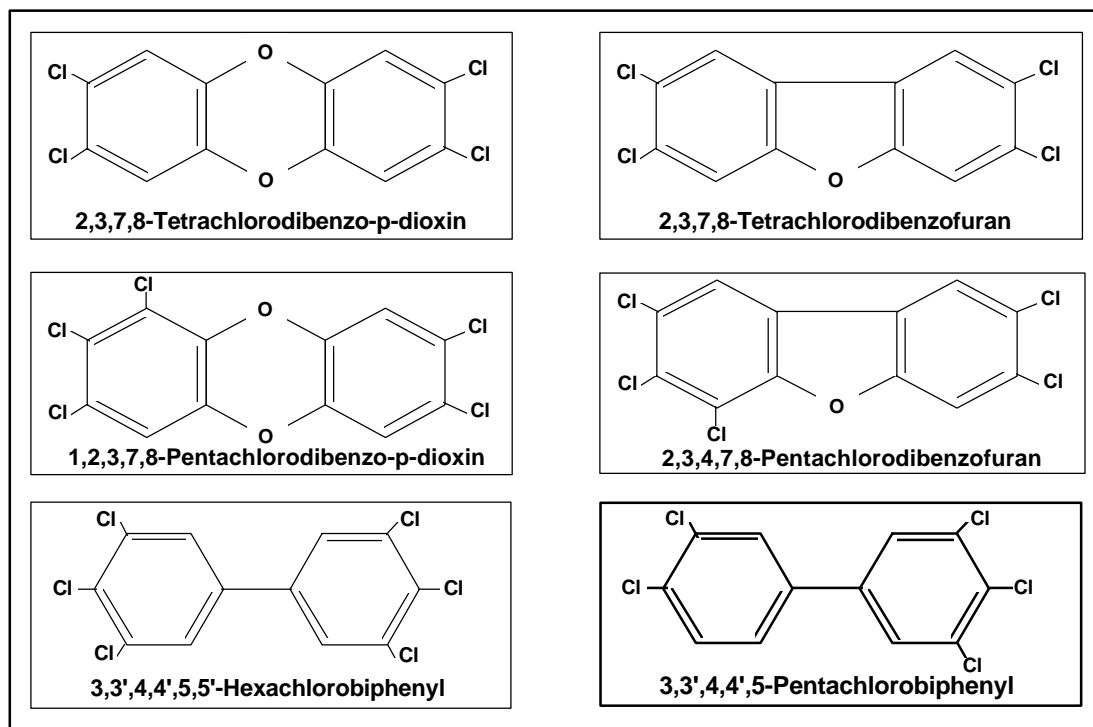 Cl O Cl
Cl O Cl
2,3,7,8-Tetrachlorodibenzo-p-dioxin
Cl Cl
Cl O Cl
2,3,7,8-Tetrachlorodibenzofuran
Cl
Cl O Cl
Cl O Cl
1,2,3,7,8-Pentachlorodibenzo-p-dioxin
Cl Cl
Cl O Cl
Cl
2,3,4,7,8-Pentachlorodibenzofuran
Cl Cl
Cl Cl
Cl Cl
3,3',4,4',5,5'-Hexachlorobiphenyl
Cl Cl
Cl Cl
Cl
3,3',4,4',5-Pentachlorobiphenyl